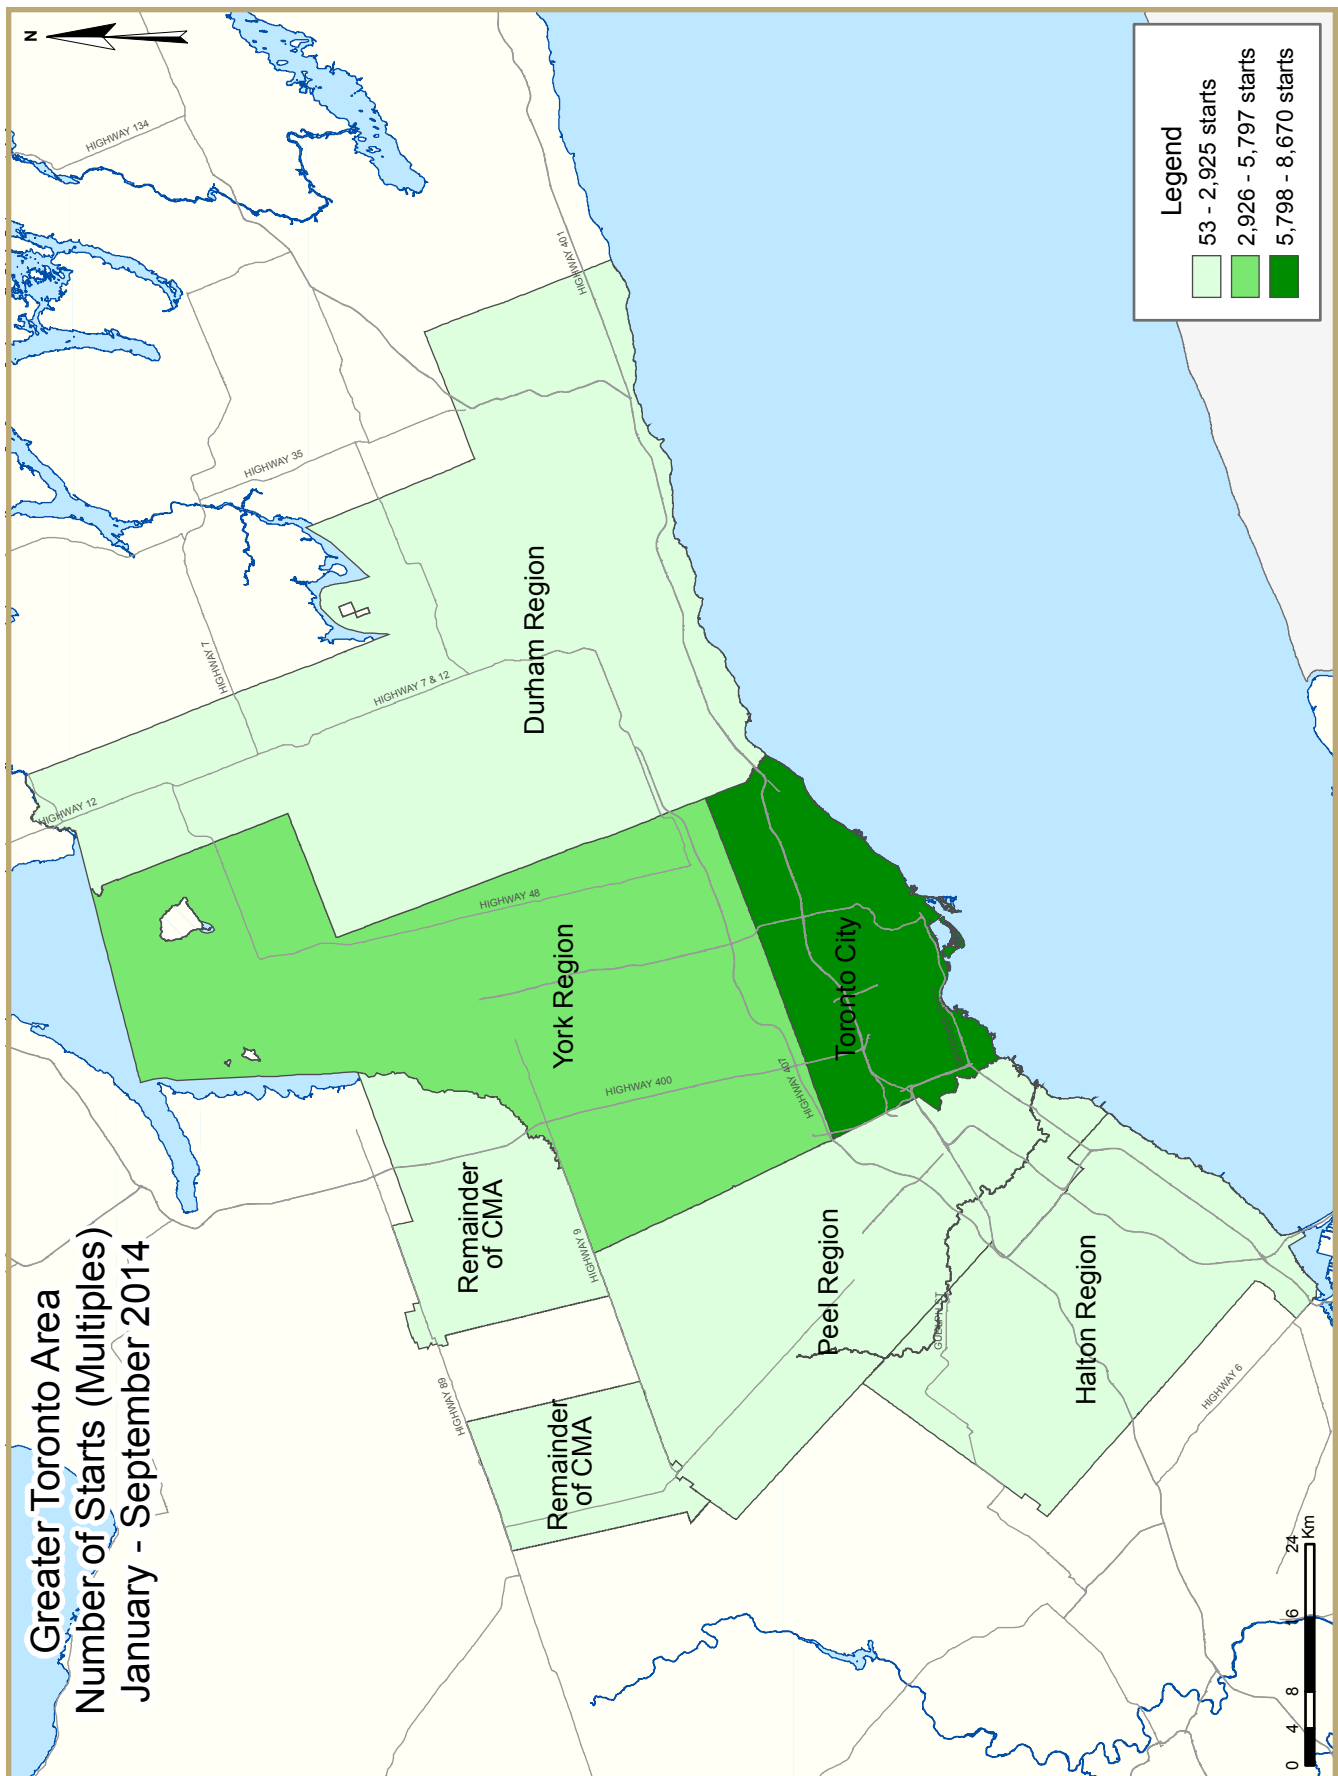 Greater Toronto Area
Number of Starts (Multiples)
January - September 2014
N
HIGHWAY 134
HIGHWAY 401
HIGHWAY 35
HIGHWAY 7
HIGHWAY 7 & 12
HIGHWAY 12
Durham Region
HIGHWAY 48
York Region
HIGHWAY 400
HIGHWAY 407
Toronto City
Remainder
of CMA
HIGHWAY 9
HIGHWAY 89
Remainder
of CMA
Peel Region
GUELPH ST
Halton Region
HIGHWAY 6
Legend
53 - 2,925 starts
2,926 - 5,797 starts
5,798 - 8,670 starts
0 4 8 16 24
Km